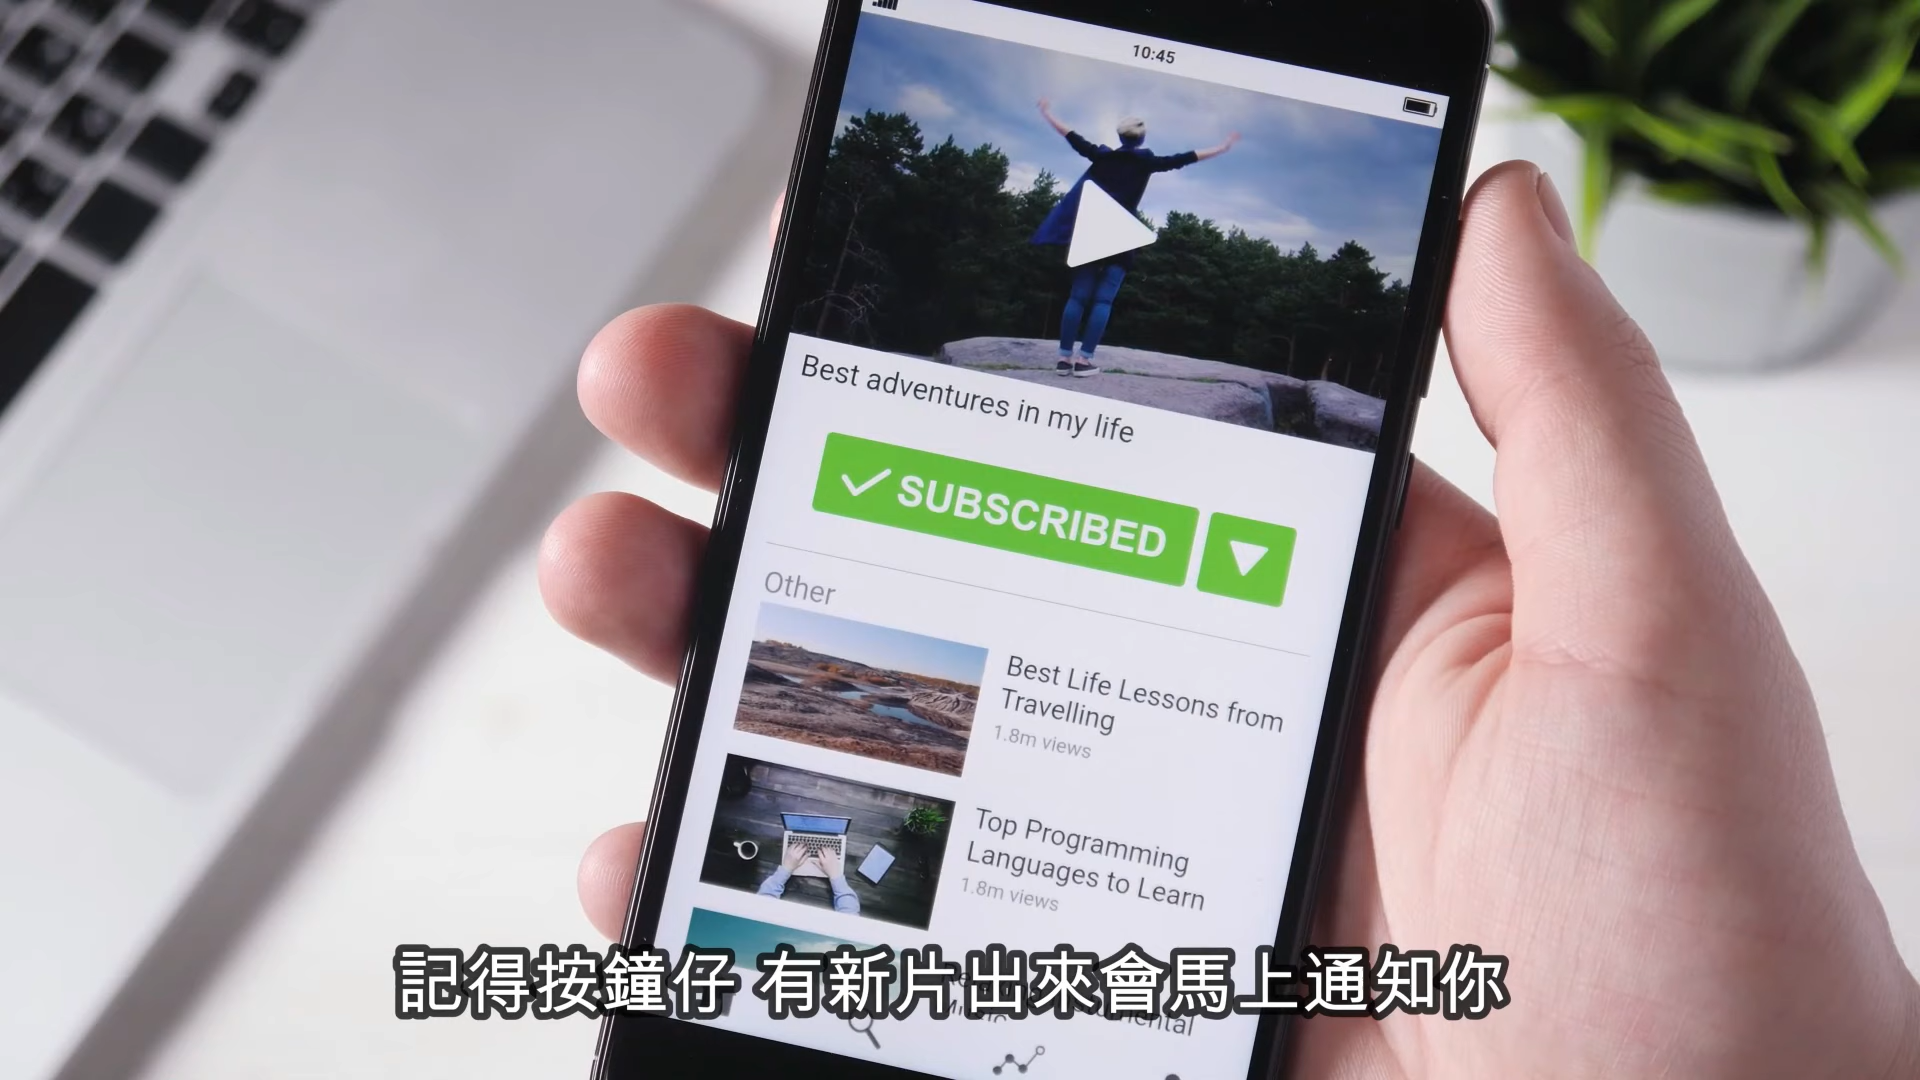 10:45
Best adventures in my life
SUBSCRIBED
Other
Best Life Lessons from
Travelling
1.8m views
Top Programming
Languages to Learn
1.8m views
記得按鐘仔 有新片出來會馬上通知你